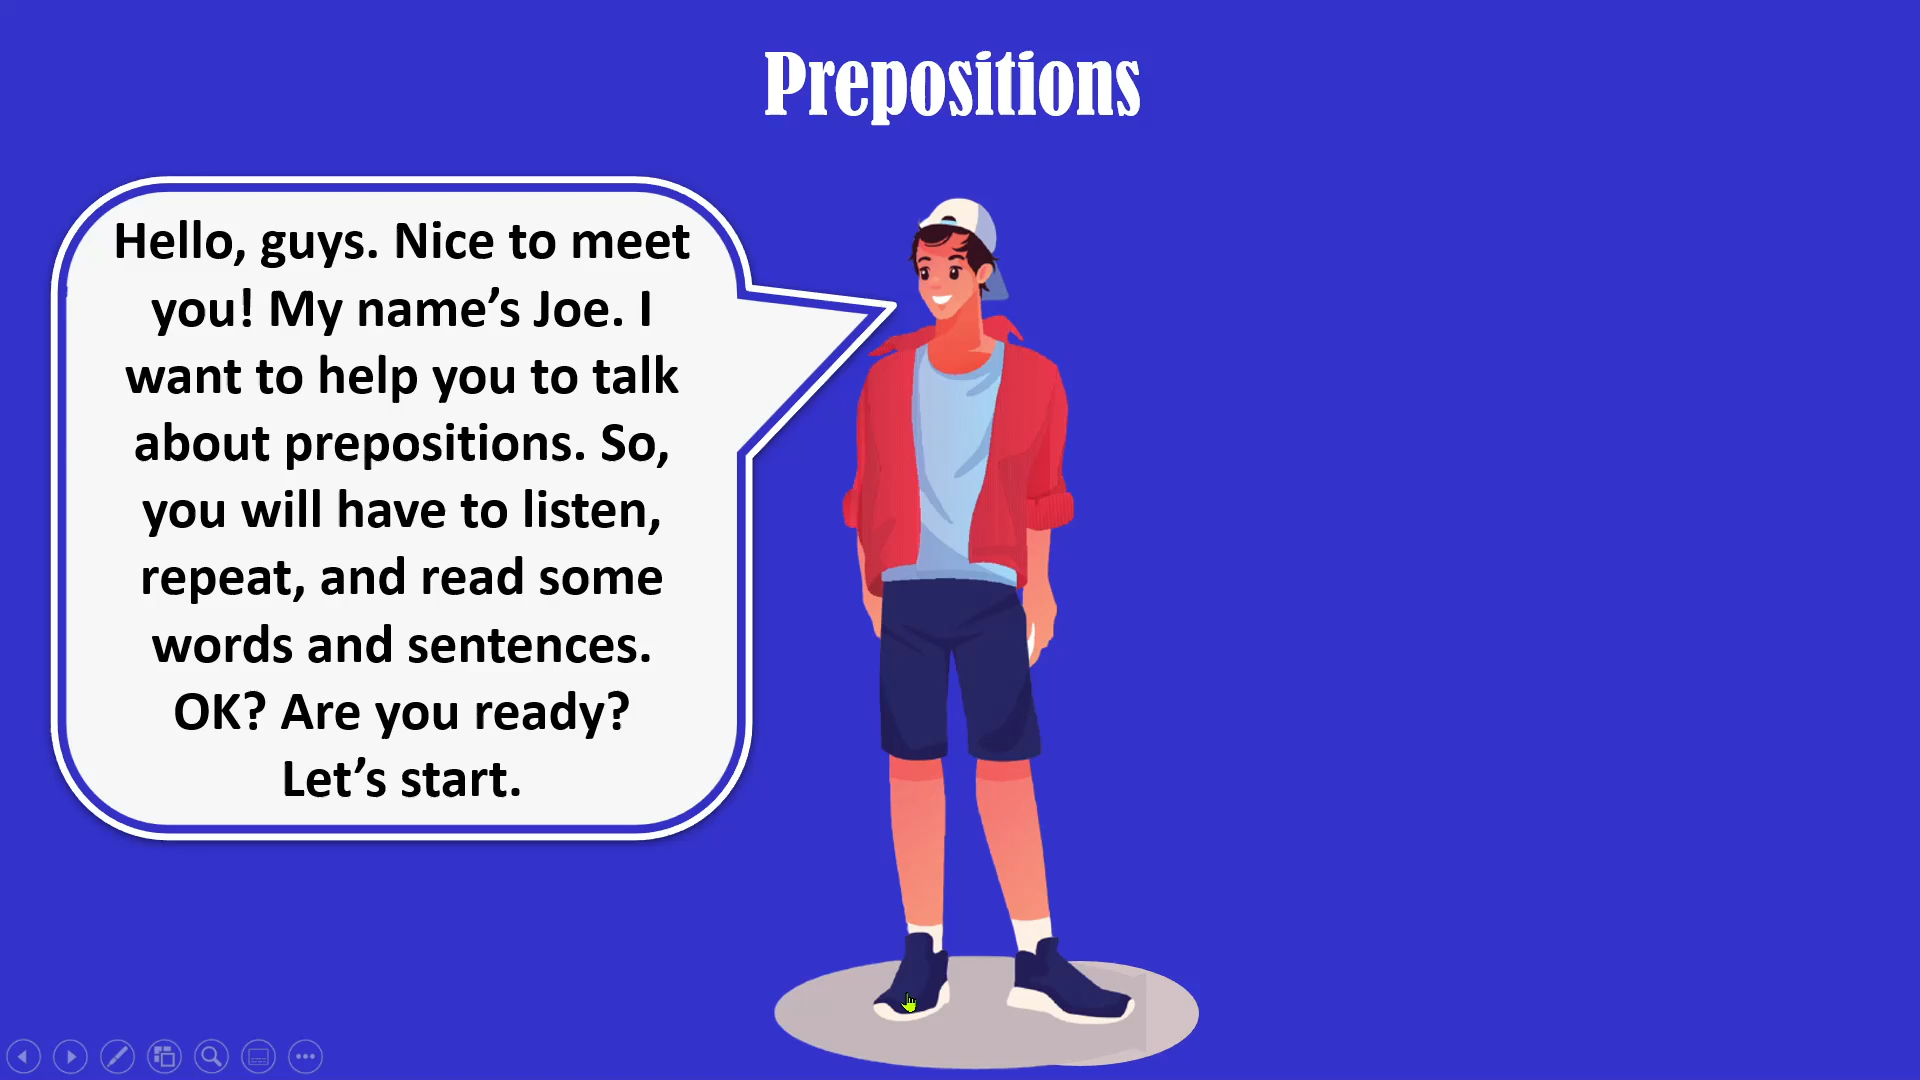 Prepositions
Hello, guys. Nice to meet
you! My name’s Joe. I
want to help you to talk
about prepositions. So,
you will have to listen,
repeat, and read some
words and sentences.
OK? Are you ready?
Let’s start.